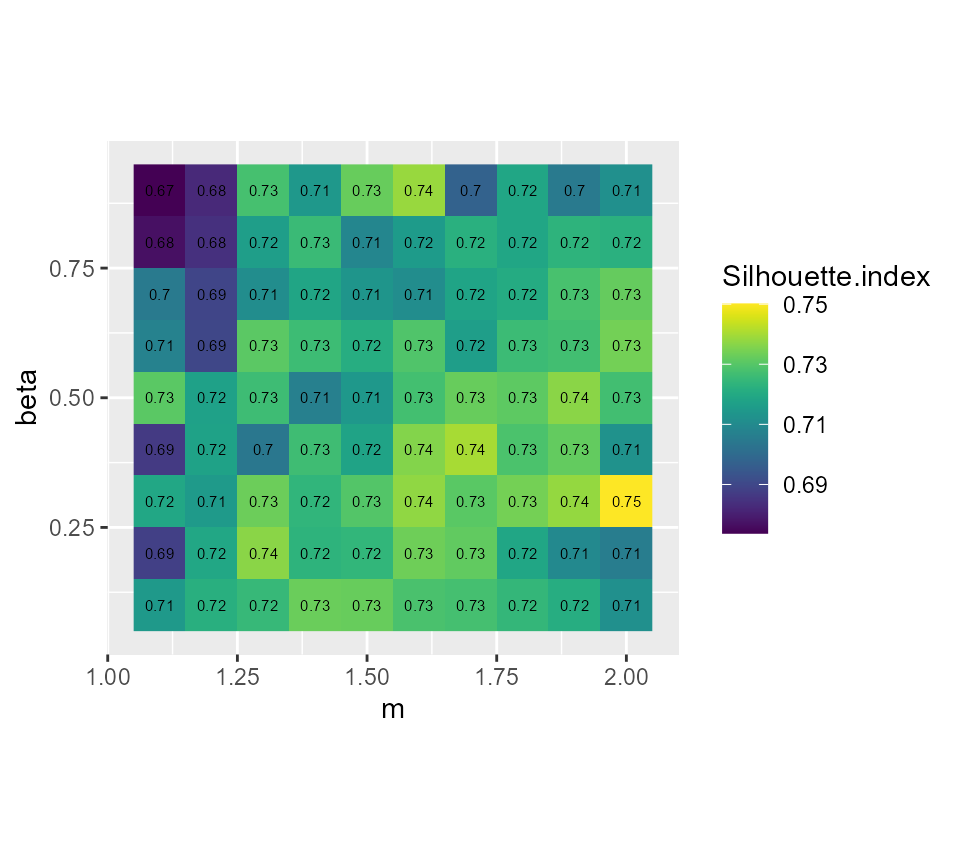 0.67 0.68 0.73 0.71 0.73 0.74 0.7 0.72 0.7 0.71
0.68 0.68 0.72 0.73 0.71 0.72 0.72 0.72 0.72 0.72
0.75
0.7 0.69 0.71 0.72 0.71 0.71 0.72 0.72 0.73 0.73
0.71 0.69 0.73 0.73 0.72 0.73 0.72 0.73 0.73 0.73
0.50 0.73 0.72 0.73 0.71 0.71 0.73 0.73 0.73 0.74 0.73
0.69 0.72 0.7 0.73 0.72 0.74 0.74 0.73 0.73 0.71
0.72 0.71 0.73 0.72 0.73 0.74 0.73 0.73 0.74 0.75
0.25
0.69 0.72 0.74 0.72 0.72 0.73 0.73 0.72 0.71 0.71
0.71 0.72 0.72 0.73 0.73 0.73 0.73 0.72 0.72 0.71
1.00 1.25 1.50 1.75 2.00
m
beta
Silhouette.index
0.75
0.73
0.71
0.69